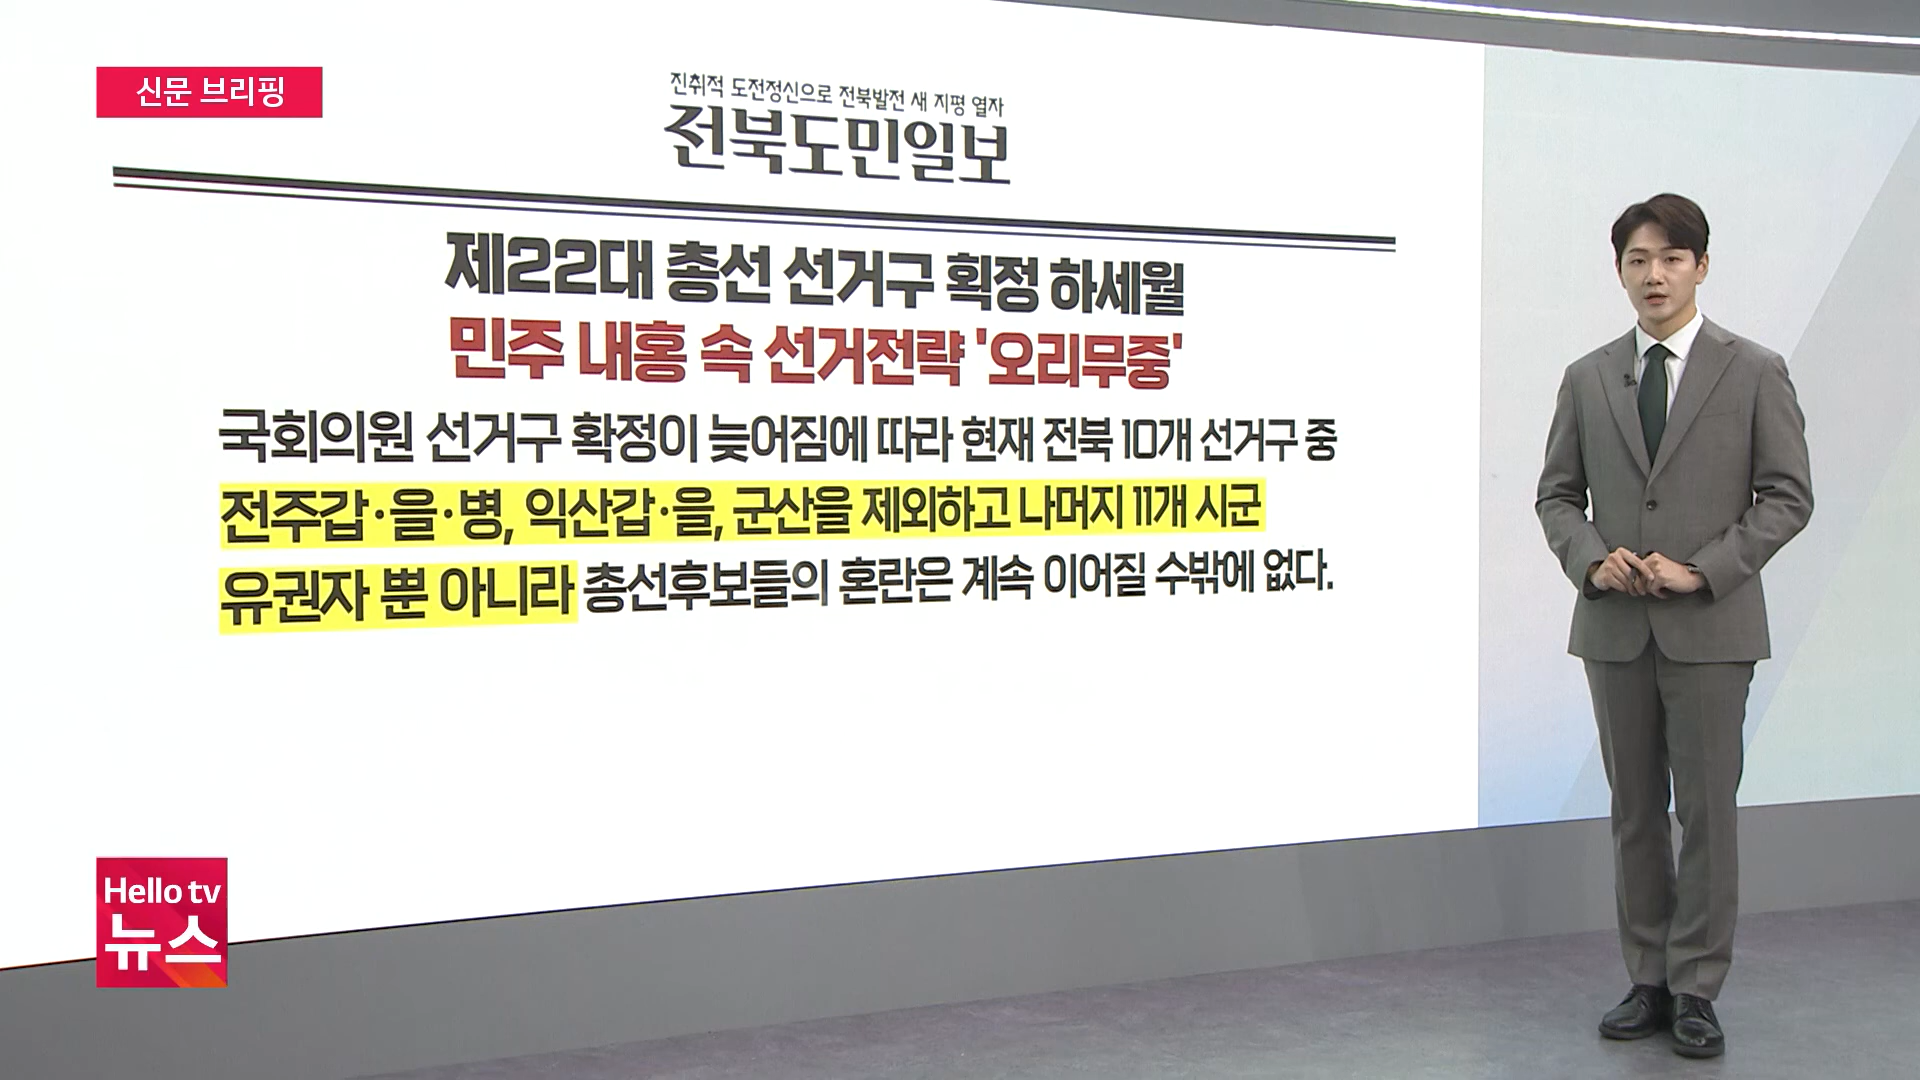 신문 브리핑
진취적 도전정신으로 전북발전 새 지평 열자
전북도민일보
제22대 총선 선거구 획정 하세월
민주 내홍 속 선거전략 '오리무중'
국회의원 선거구 확정이 늦어짐에 따라 현재 전북 10개 선거구 중
전주갑·을·병, 익산갑·을, 군산을 제외하고 나머지 11개 시군
유권자 뿐 아니라 총선후보들의 혼란은 계속 이어질 수밖에 없다.
Hello tv
뉴스